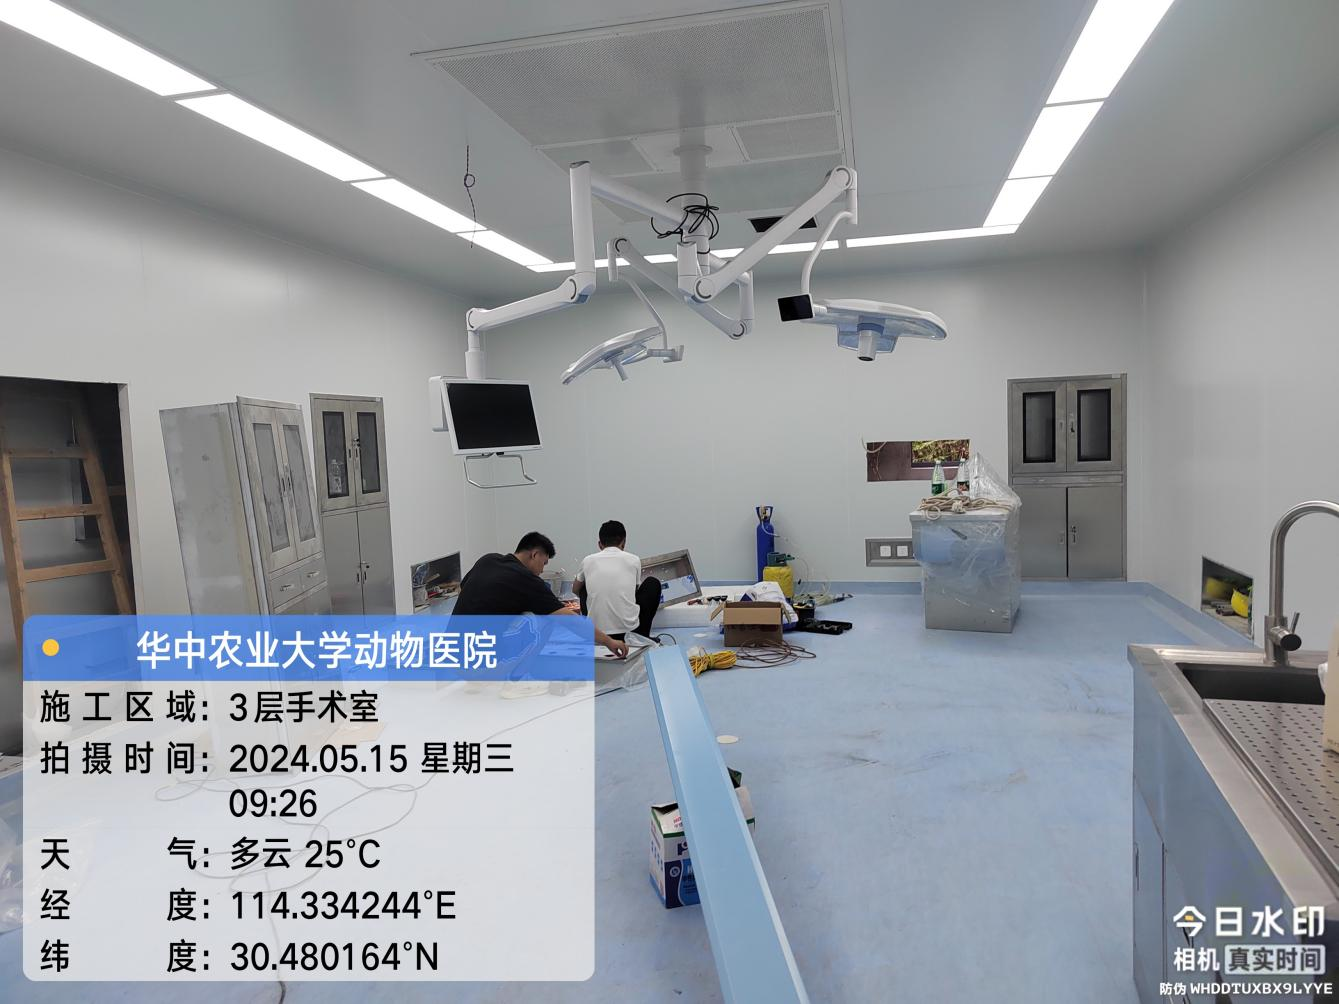 华中农业大学动物医院
施工区域：3层手术室
拍摄时间：2024.05.15 星期三
09:26
天气：多云 25℃
经度：114.334244°E
纬度：30.480164°N
今日水印
相机 真实时间
防伪 WHDDTUXBX9LYYE